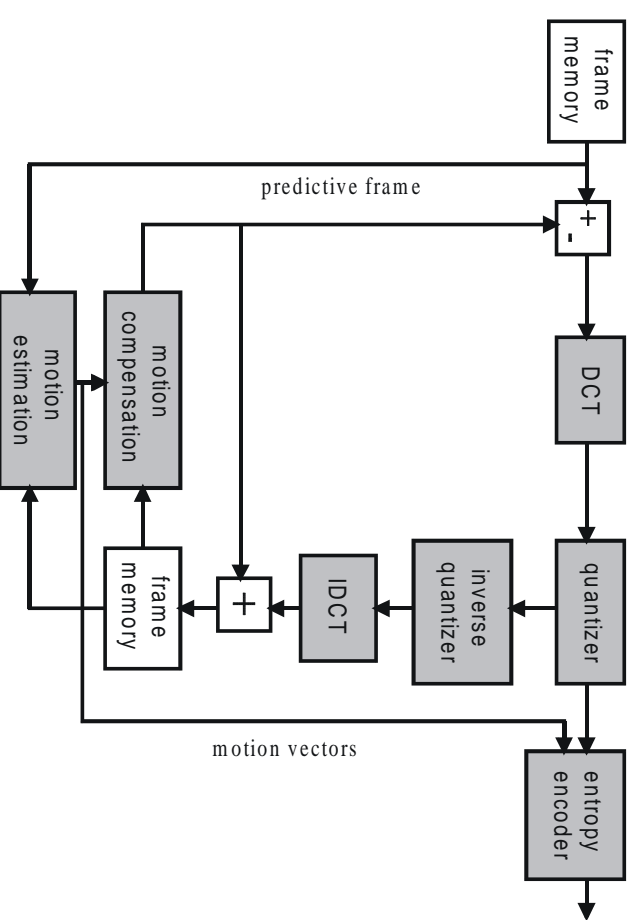 frame
memory
predictive frame
+
-
DCT
quantizer
entropy
encoder
inverse
quantizer
IDCT
+
frame
memory
motion
compensation
motion
estimation
motion vectors